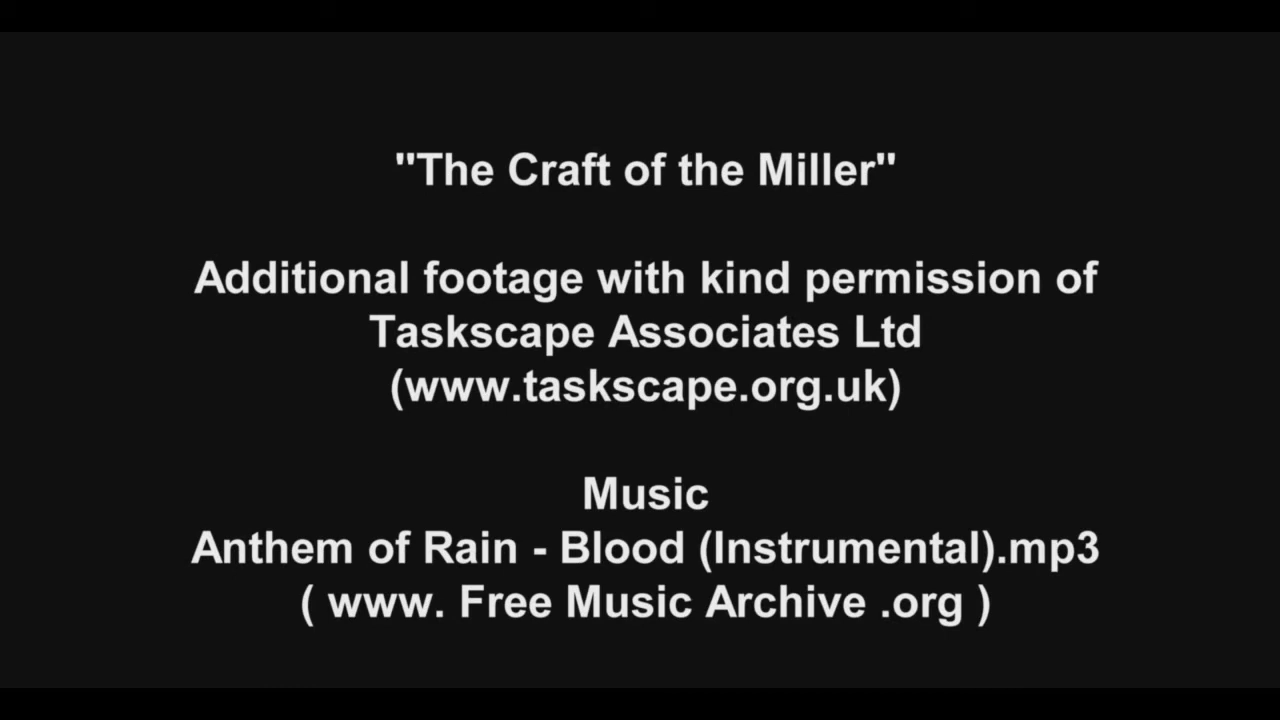 "The Craft of the Miller"
Additional footage with kind permission of
Taskscape Associates Ltd
(www.taskscape.org.uk)
Music
Anthem of Rain - Blood (Instrumental).mp3
( www. Free Music Archive .org )